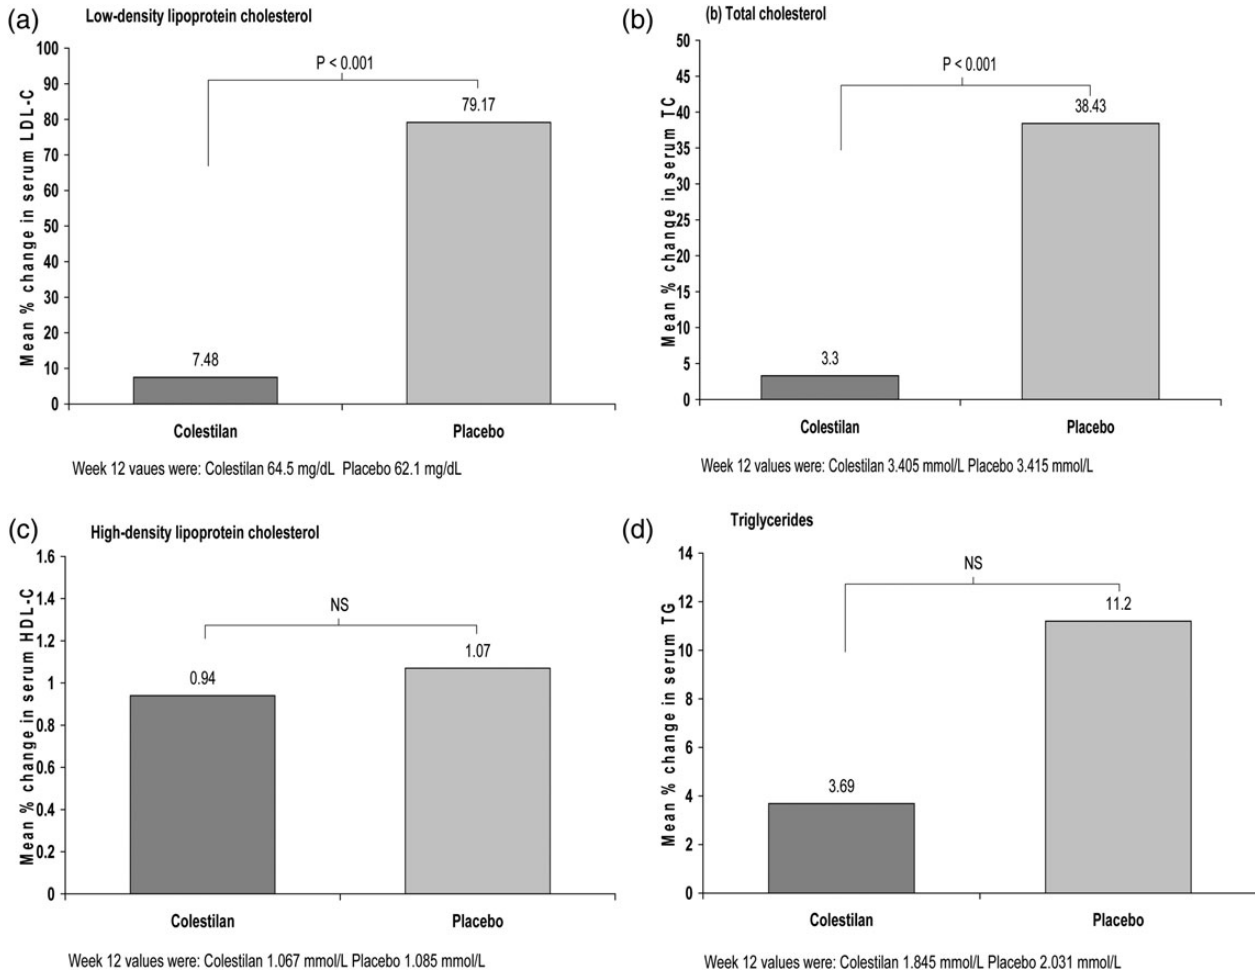 (a)
Low-density lipoprotein cholesterol
100
90
80
70
60
50
40
30
20
10
0
Mean % change in serum LDL-C
P < 0.001
7.48
79.17
Colestilan Placebo
Week 12 vaues were: Colestilan 64.5 mg/dL Placebo 62.1 mg/dL
(b)
(b) Total cholesterol
50
45
40
35
30
25
20
15
10
5
0
Mean % change in serum TC
P < 0.001
3.3
38.43
Colestilan Placebo
Week 12 values were: Colestilan 3.405 mmol/L Placebo 3.415 mmol/L
(c)
High-density lipoprotein cholesterol
1.6
1.4
1.2
1
0.8
0.6
0.4
0.2
0
Mean % change in serum HDL-C
NS
0.94
1.07
Colestilan Placebo
Week 12 values were: Colestilan 1.067 mmol/L Placebo 1.085 mmol/L
(d)
Triglycerides
14
12
10
8
6
4
2
0
Mean % change in serum TG
NS
3.69
11.2
Colestilan Placebo
Week 12 values were: Colestilan 1.845 mmol/L Placebo 2.031 mmol/L